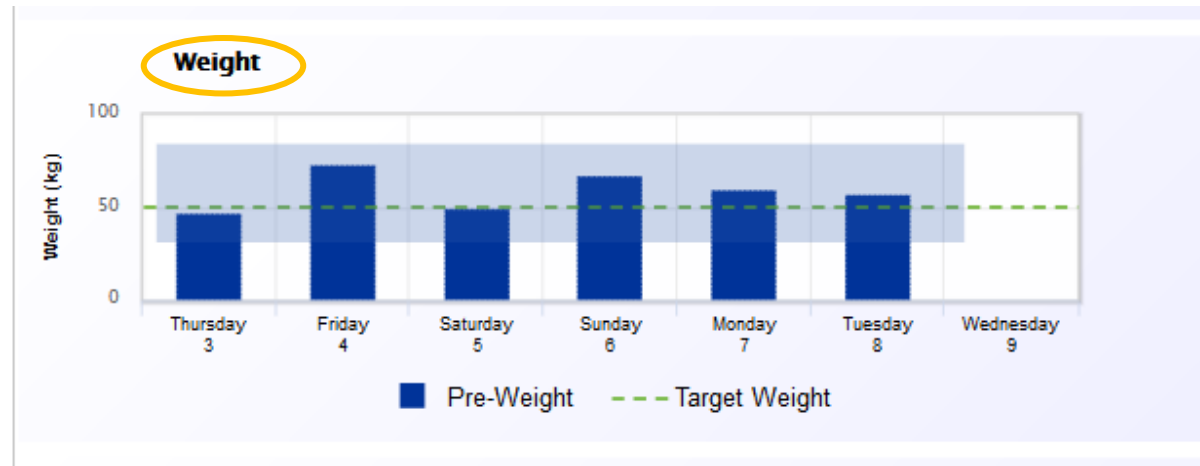 Weight
100
50
0
Weight (kg)
Thursday Friday Saturday Sunday Monday Tuesday Wednesday
3 4 5 6 7 8 9
Pre-Weight Target Weight